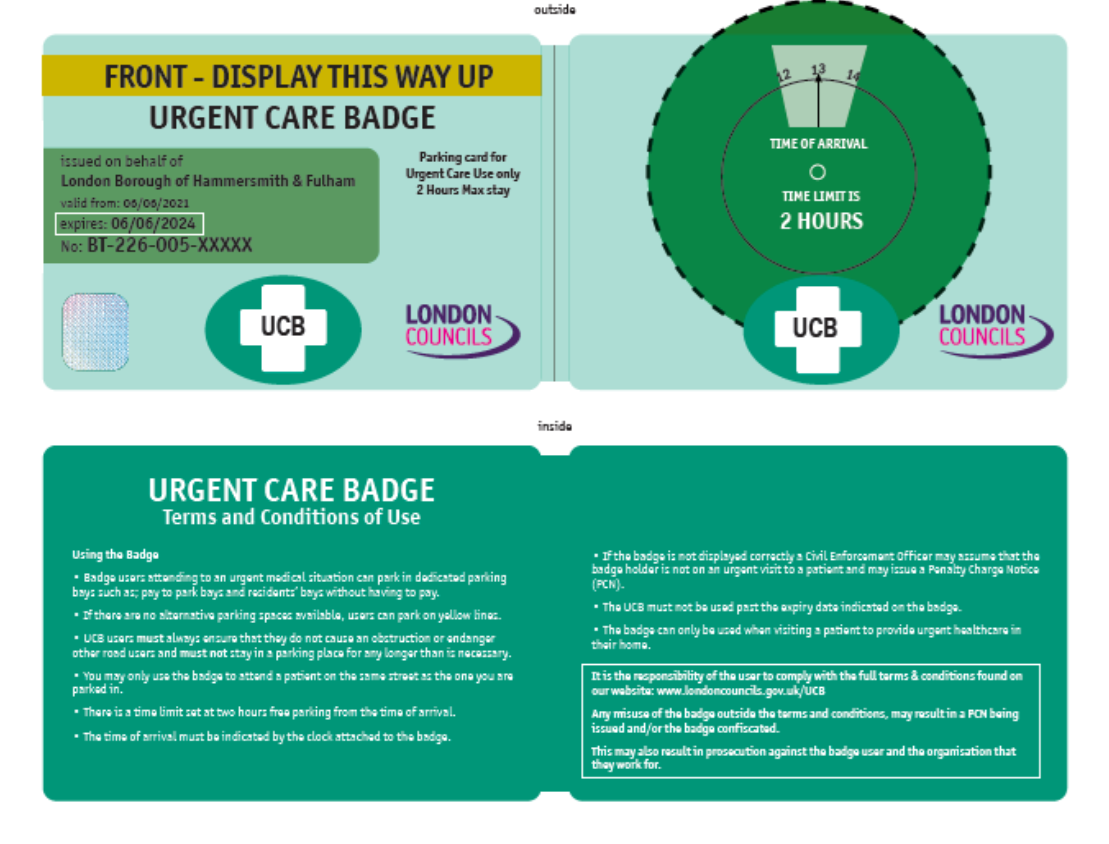 outside
FRONT - DISPLAY THIS WAY UP
URGENT CARE BADGE
issued on behalf of
London Borough of Hammersmith & Fulham
valid from: 06/06/2021
expires: 06/06/2024
No: BT-226-005-XXXXX
Parking card for
Urgent Care Use only
2 Hours Max stay
UCB
LONDON
COUNCILS
12 13 14
TIME OF ARRIVAL
TIME LIMIT IS
2 HOURS
UCB
LONDON
COUNCILS
inside
URGENT CARE BADGE
Terms and Conditions of Use
Using the Badge
• Badge users attending to an urgent medical situation can park in dedicated parking
bays such as; pay to park bays and residents' bays without having to pay.
• If there are no alternative parking spaces available, users can park on yellow lines.
• UCB users must always ensure that they do not cause an obstruction or endanger
other road users and must not stay in a parking place for any longer than is necessary.
• You may only use the badge to attend a patient on the same street as the one you are
parked in.
• There is a time limit set at two hours free parking from the time of arrival.
• The time of arrival must be indicated by the clock attached to the badge.
• If the badge is not displayed correctly a Civil Enforcement Officer may assume that the
badge holder is not on an urgent visit to a patient and may issue a Penalty Charge Notice
(PCN).
• The UCB must not be used past the expiry date indicated on the badge.
• The badge can only be used when visiting a patient to provide urgent healthcare in
their home.
It is the responsibility of the user to comply with the full terms & conditions found on
our website: www.londoncouncils.gov.uk/UCB
Any misuse of the badge outside the terms and conditions, may result in a PCN being
issued and/or the badge confiscated.
This may also result in prosecution against the badge user and the organisation that
they work for.